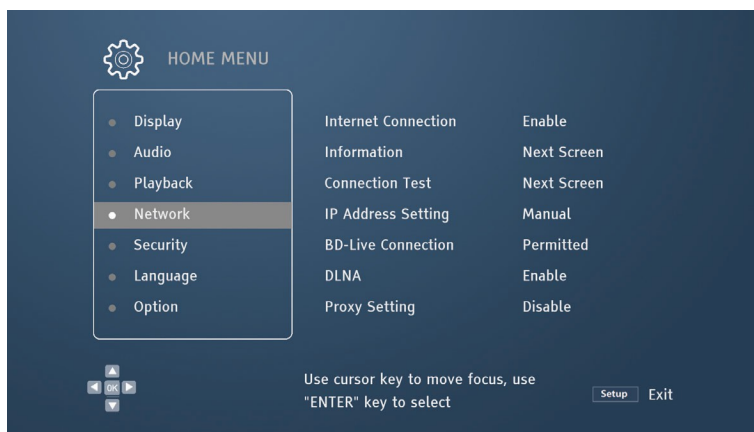 HOME MENU
Display
Audio
Playback
Network
Security
Language
Option
Internet Connection Enable
Information Next Screen
Connection Test Next Screen
IP Address Setting Manual
BD-Live Connection Permitted
DLNA Enable
Proxy Setting Disable
OK
Use cursor key to move focus, use
"ENTER" key to select
Setup Exit